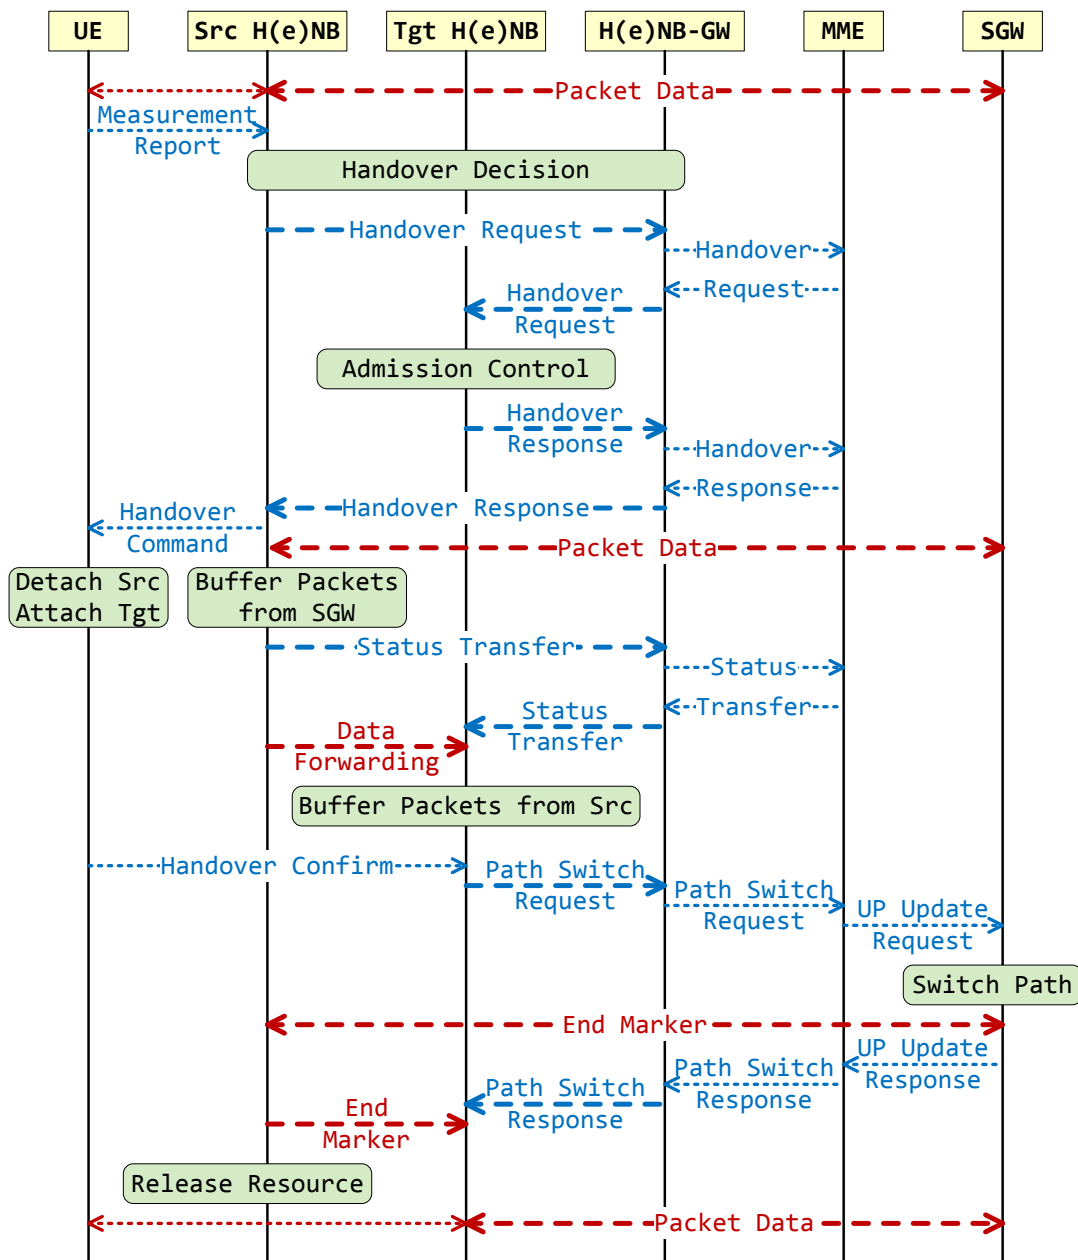 UE
Src H(e)NB
Tgt H(e)NB
H(e)NB-GW
MME
SGW
Packet Data
Measurement
Report
Handover Decision
Handover Request
Handover
Request
Handover
Request
Admission Control
Handover
Response
Handover
Response
Handover Response
Handover
Command
Packet Data
Detach Src
Attach Tgt
Buffer Packets
from SGW
Status Transfer
Status
Transfer
Status
Transfer
Data
Forwarding
Buffer Packets from Src
Handover Confirm
Path Switch
Request
Path Switch
Request
UP Update
Request
Switch Path
End Marker
UP Update
Response
Path Switch
Response
Path Switch
Response
End
Marker
Release Resource
Packet Data